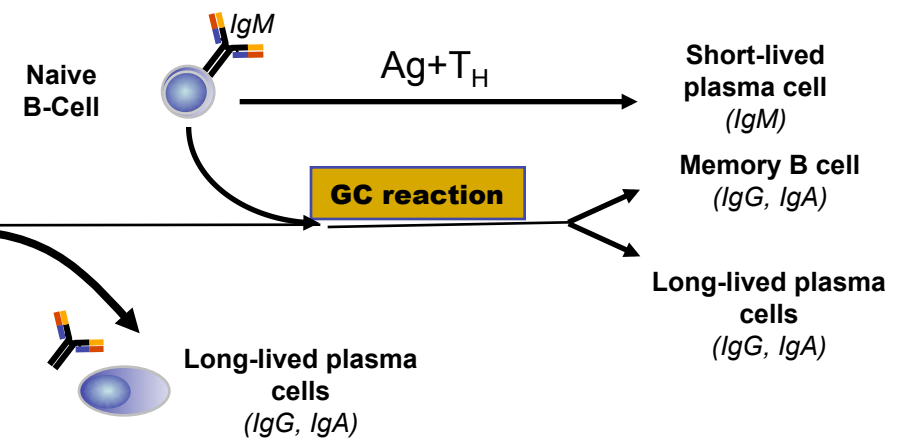 IgM
Naive
B-Cell
Ag+TH
Short-lived
plasma cell
(IgM)
Memory B cell
(IgG, IgA)
GC reaction
Long-lived plasma
cells
(IgG, IgA)
Long-lived plasma
cells
(IgG, IgA)